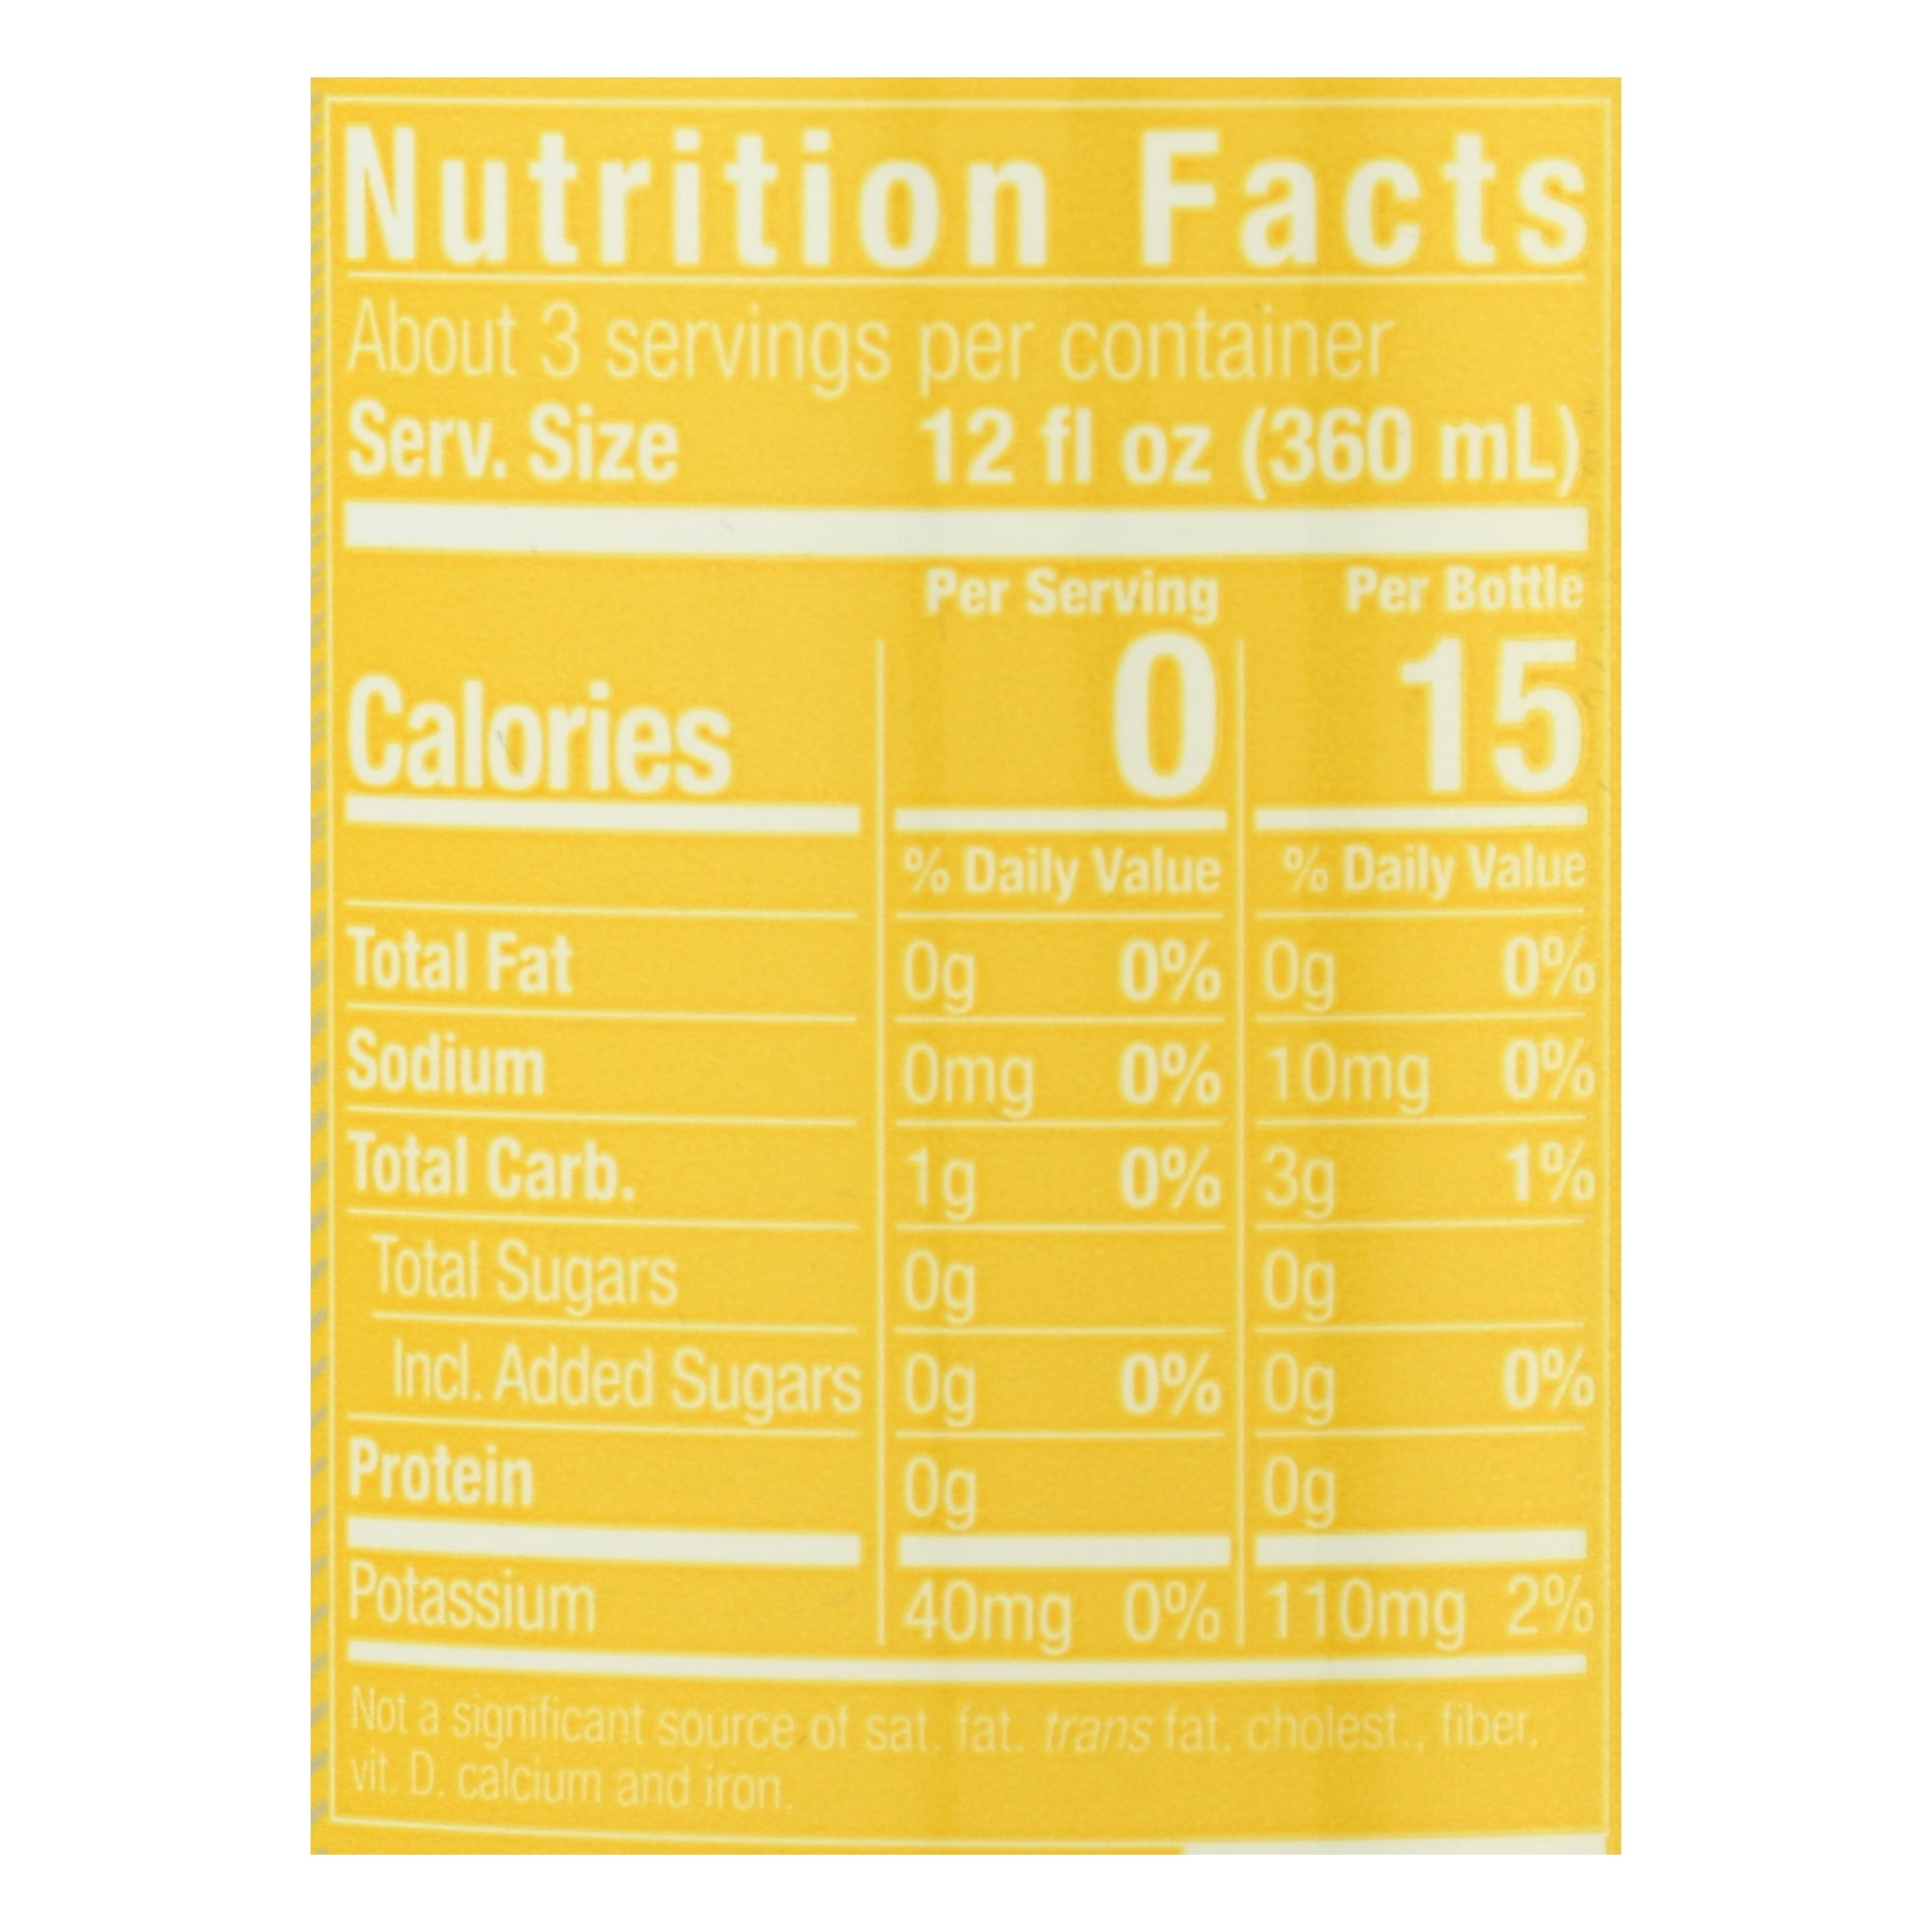 Nutrition Facts
About 3 servings per container
Serv. Size 12 fl oz (360 mL)
Per Serving Per Bottle
Calories 0 15
% Daily Value % Daily Value
Total Fat 0g 0% 0g 0%
Sodium 0mg 0% 10mg 0%
Total Carb. 1g 0% 3g 1%
Total Sugars 0g 0g
Incl. Added Sugars 0g 0% 0g 0%
Protein 0g 0g
Potassium 40mg 0% 110mg 2%
Not a significant source of sat. fat. trans fat, cholest., fiber,
vit. D, calcium and iron.